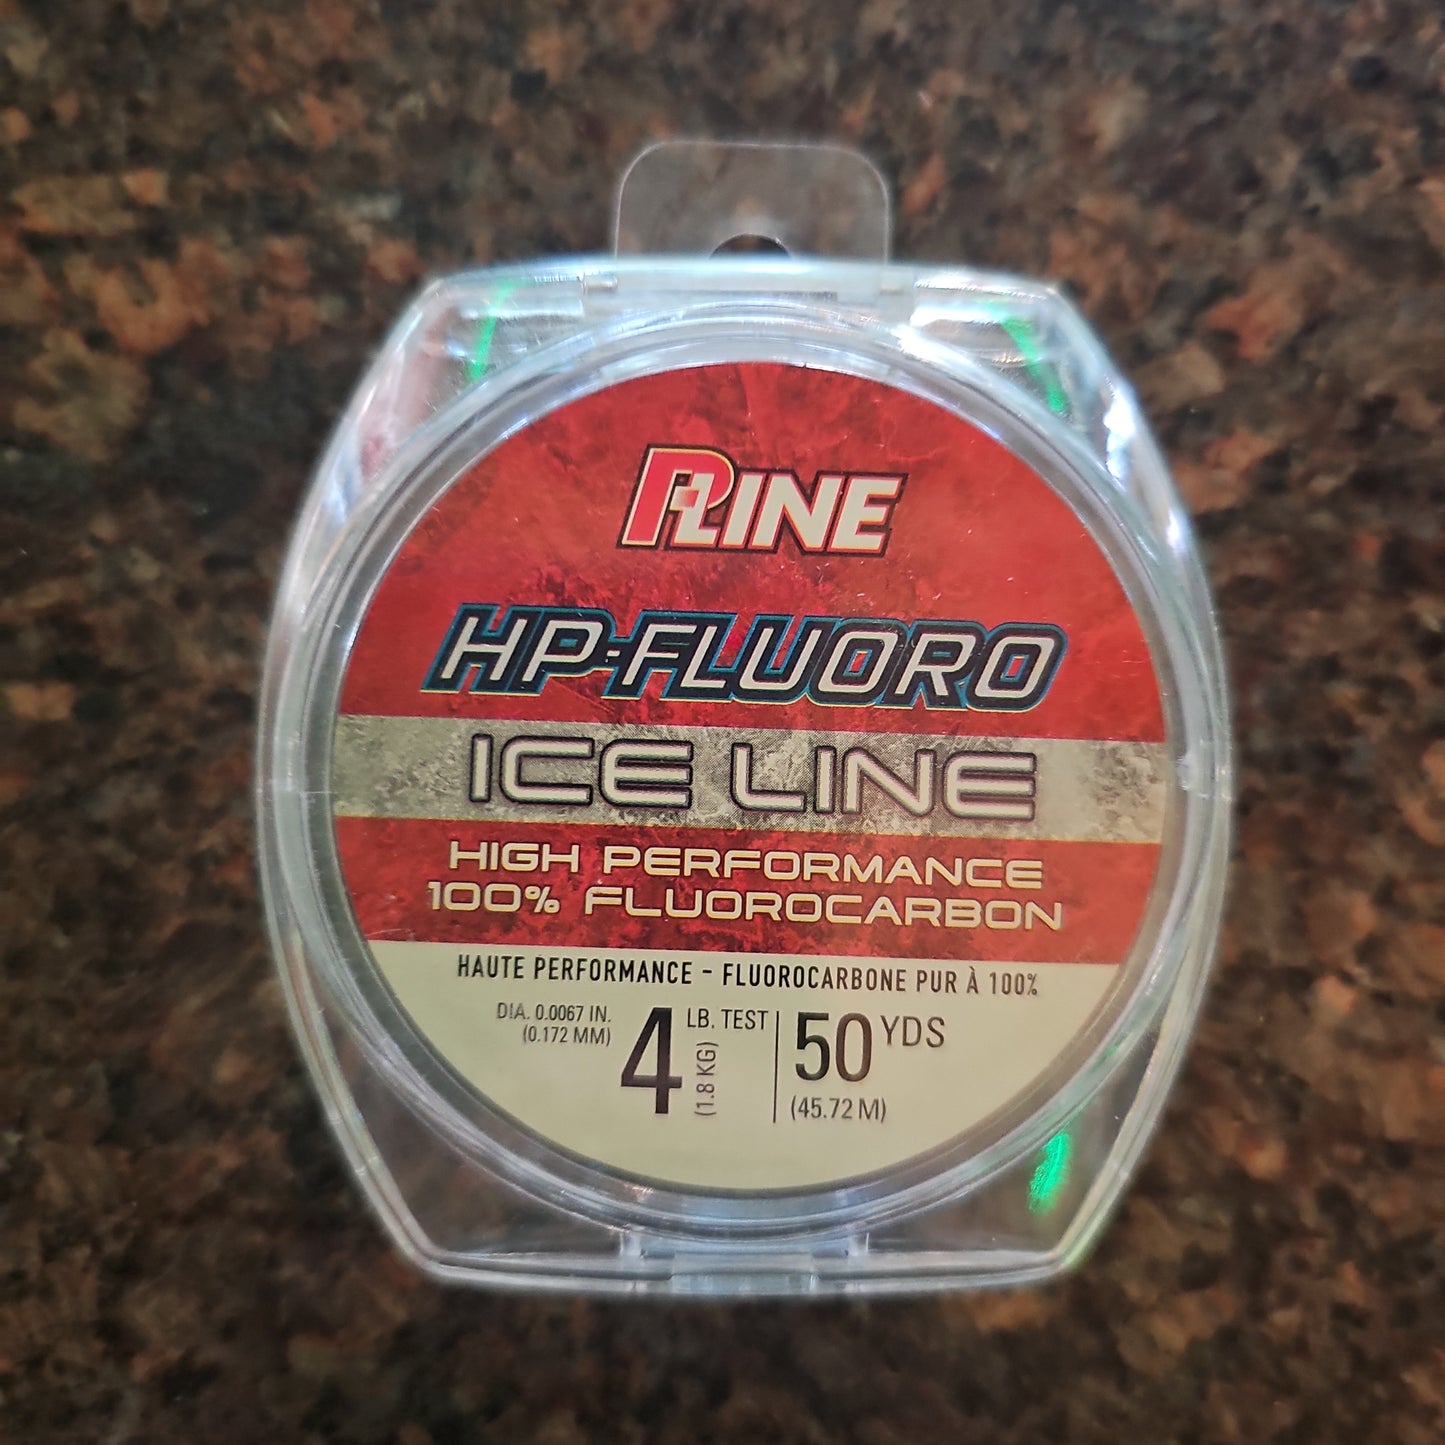 P-LINE
HP-FLUORO
ICE LINE
HIGH PERFORMANCE
100% FLUOROCARBON
HAUTE PERFORMANCE - FLUOROCARBONE PUR À 100%
DIA. 0.0067 IN.
(0.172 MM)
4 LB. TEST
(1.8 KG)
50 YDS
(45.72 M)